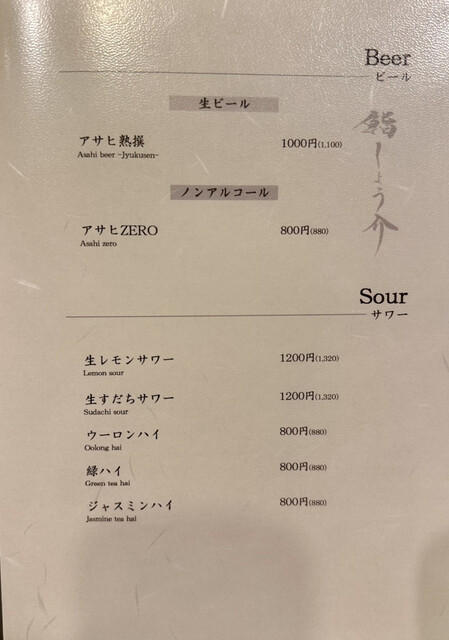 Beer
ビール
生ビール
アサヒ熟撰 1000円(1,100)
Asahi beer -Jyukusen-
鮨しょう介
ノンアルコール
アサヒZERO 800円(880)
Asahi zero
Sour
サワー
生レモンサワー 1200円(1,320)
Lemon sour
生すだちサワー 1200円(1,320)
Sudachi sour
ウーロンハイ 800円(880)
Oolong hai
緑ハイ 800円(880)
Green tea hai
ジャスミンハイ 800円(880)
Jasmine tea hai